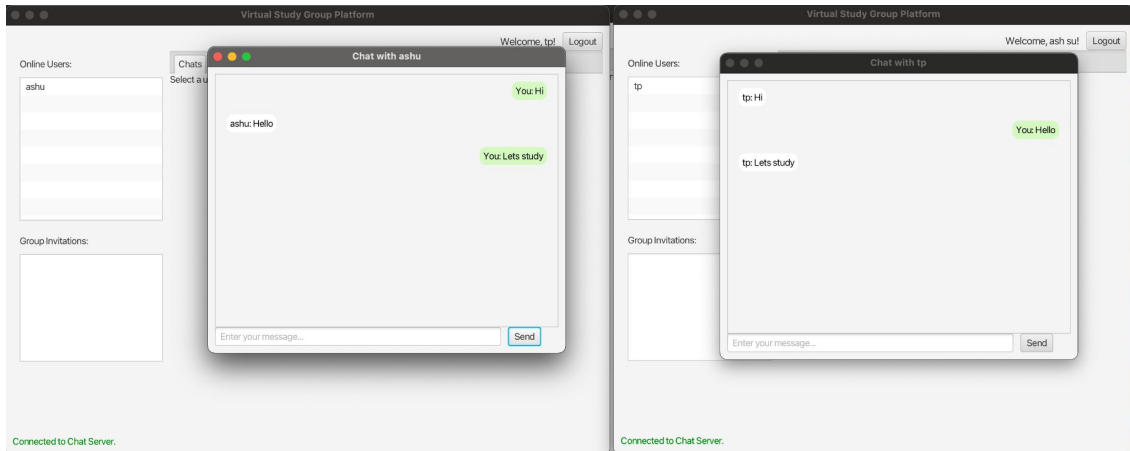 Virtual Study Group Platform
Welcome, tp!
Logout
Online Users:
ashu
Chats
Select a u
Group Invitations:
Connected to Chat Server.
Chat with ashu
You: Hi
ashu: Hello
You: Lets study
Enter your message...
Send
Virtual Study Group Platform
Welcome, ash su!
Logout
Online Users:
tp
Group Invitations:
Connected to Chat Server.
Chat with tp
tp: Hi
You: Hello
tp: Lets study
Enter your message...
Send